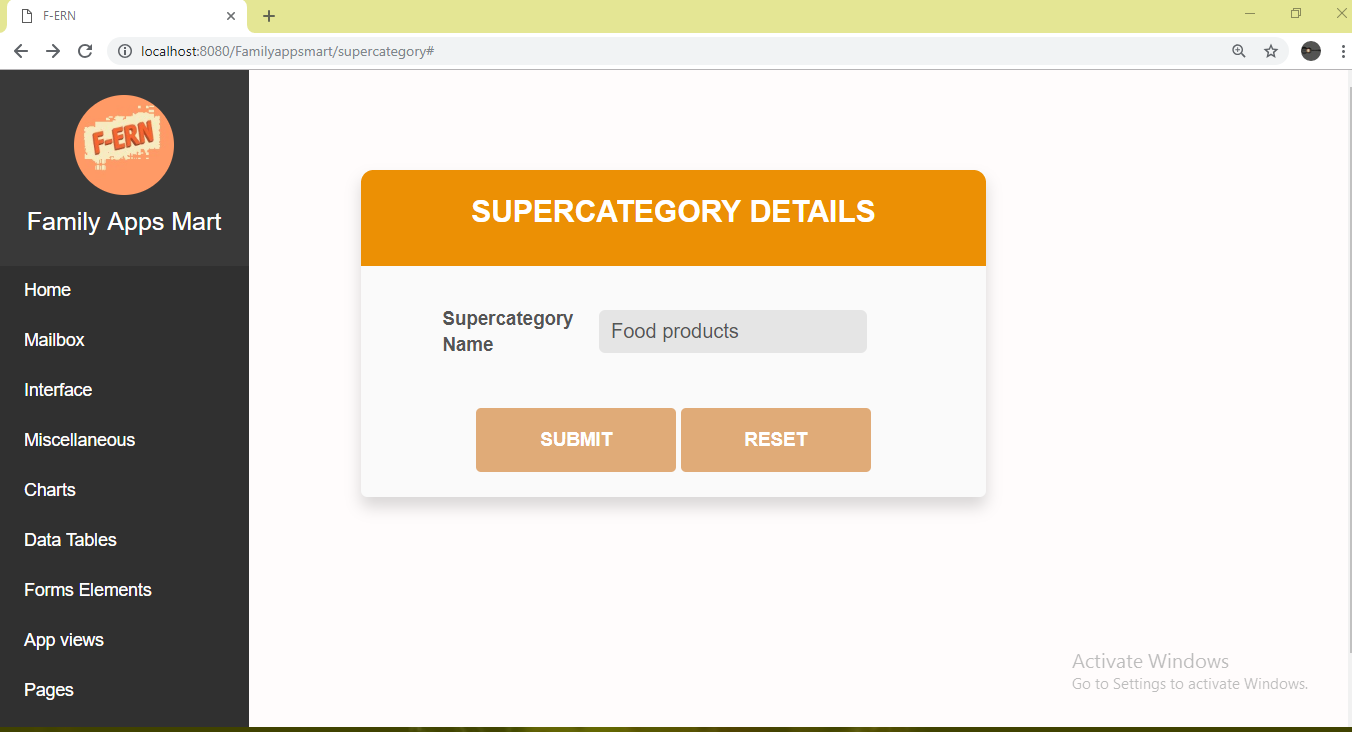 F-ERN
localhost:8080/Familyappsmart/supercategory#
F-ERN
Family Apps Mart
Home
Mailbox
Interface
Miscellaneous
Charts
Data Tables
Forms Elements
App views
Pages
SUPERCATEGORY DETAILS
Supercategory
Name
Food products
SUBMIT RESET
Activate Windows
Go to Settings to activate Windows.